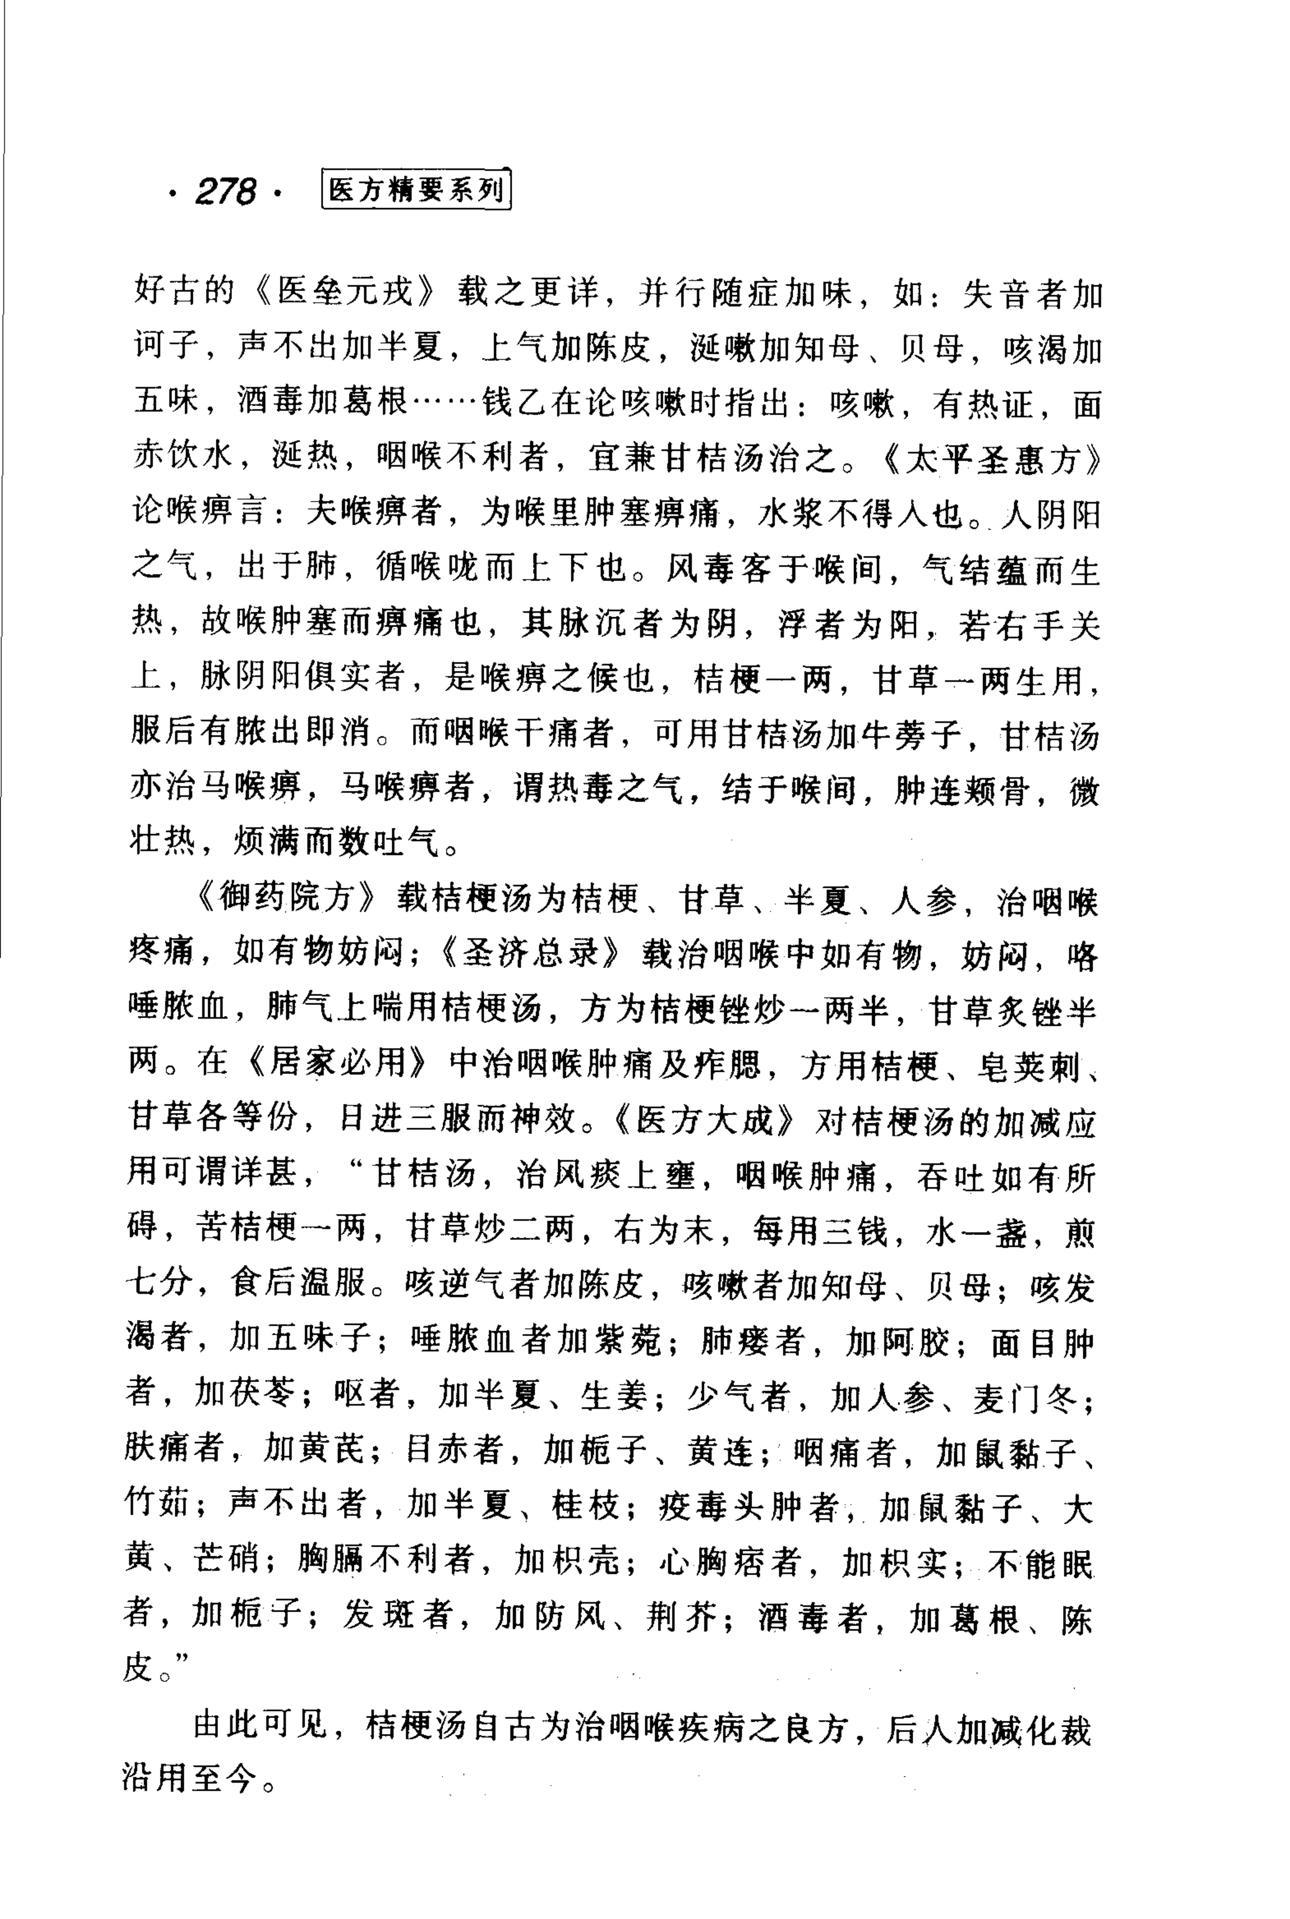 ·278· 医方精要系列
好古的《医垒元戎》载之更详，并行随症加味，如：失音者加
诃子，声不出加半夏，上气加陈皮，涎嗽加知母、贝母，咳渴加
五味，酒毒加葛根……钱乙在论咳嗽时指出：咳嗽，有热证，面
赤饮水，涎热，咽喉不利者，宜兼甘桔汤治之。《太平圣惠方》
论喉痹言：夫喉痹者，为喉里肿塞痹痛，水浆不得入也。人阴阳
之气，出于肺，循喉咙而上下也。风毒客于喉间，气结蕴而生
热，故喉肿塞而痹痛也，其脉沉者为阴，浮者为阳，若右手关
上，脉阴阳俱实者，是喉痹之候也，桔梗一两，甘草一两生用，
服后有脓出即消。而咽喉干痛者，可用甘桔汤加牛蒡子，甘桔汤
亦治马喉痹，马喉痹者，谓热毒之气，结于喉间，肿连颊骨，微
壮热，烦满而数吐气。
《御药院方》载桔梗汤为桔梗、甘草、半夏、人参，治咽喉
疼痛，如有物妨闷；《圣济总录》载治咽喉中如有物，妨闷，咯
唾脓血，肺气上喘用桔梗汤，方为桔梗锉炒一两半，甘草炙锉半
两。在《居家必用》中治咽喉肿痛及痄腮，方用桔梗、皂荚刺、
甘草各等份，日进三服而神效。《医方大成》对桔梗汤的加减应
用可谓详甚，“甘桔汤，治风痰上壅，咽喉肿痛，吞吐如有所
碍，苦桔梗一两，甘草炒二两，右为末，每用三钱，水一盏，煎
七分，食后温服。咳逆气者加陈皮，咳嗽者加知母、贝母；咳发
渴者，加五味子；唾脓血者加紫菀；肺痿者，加阿胶；面目肿
者，加茯苓；呕者，加半夏、生姜；少气者，加人参、麦门冬；
肤痛者，加黄芪；目赤者，加栀子、黄连；咽痛者，加鼠黏子、
竹茹；声不出者，加半夏、桂枝；疫毒头肿者，加鼠黏子、大
黄、芒硝；胸膈不利者，加枳壳；心胸痞者，加枳实；不能眠
者，加栀子；发斑者，加防风、荆芥；酒毒者，加葛根、陈
皮。”
由此可见，桔梗汤自古为治咽喉疾病之良方，后人加减化裁
沿用至今。